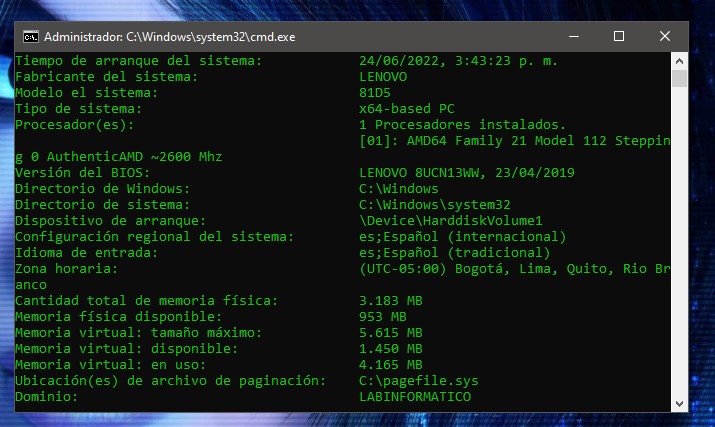 Administrador: C:\Windows\system32\cmd.exe
Tiempo de arranque del sistema: 24/06/2022, 3:43:23 p. m.
Fabricante del sistema: LENOVO
Modelo el sistema: 81D5
Tipo de sistema: x64-based PC
Procesador(es): 1 Procesadores instalados.
[01]: AMD64 Family 21 Model 112 Steppin
g 0 AuthenticAMD ~2600 Mhz
Versión del BIOS: LENOVO 8UCN13WW, 23/04/2019
Directorio de Windows: C:\Windows
Directorio de sistema: C:\Windows\system32
Dispositivo de arranque: \Device\HarddiskVolume1
Configuración regional del sistema: es;Español (internacional)
Idioma de entrada: es;Español (tradicional)
Zona horaria: (UTC-05:00) Bogotá, Lima, Quito, Rio Br
anco
Cantidad total de memoria física: 3.183 MB
Memoria física disponible: 953 MB
Memoria virtual: tamaño máximo: 5.615 MB
Memoria virtual: disponible: 1.450 MB
Memoria virtual: en uso: 4.165 MB
Ubicación(es) de archivo de paginación: C:\pagefile.sys
Dominio: LABINFORMATICO